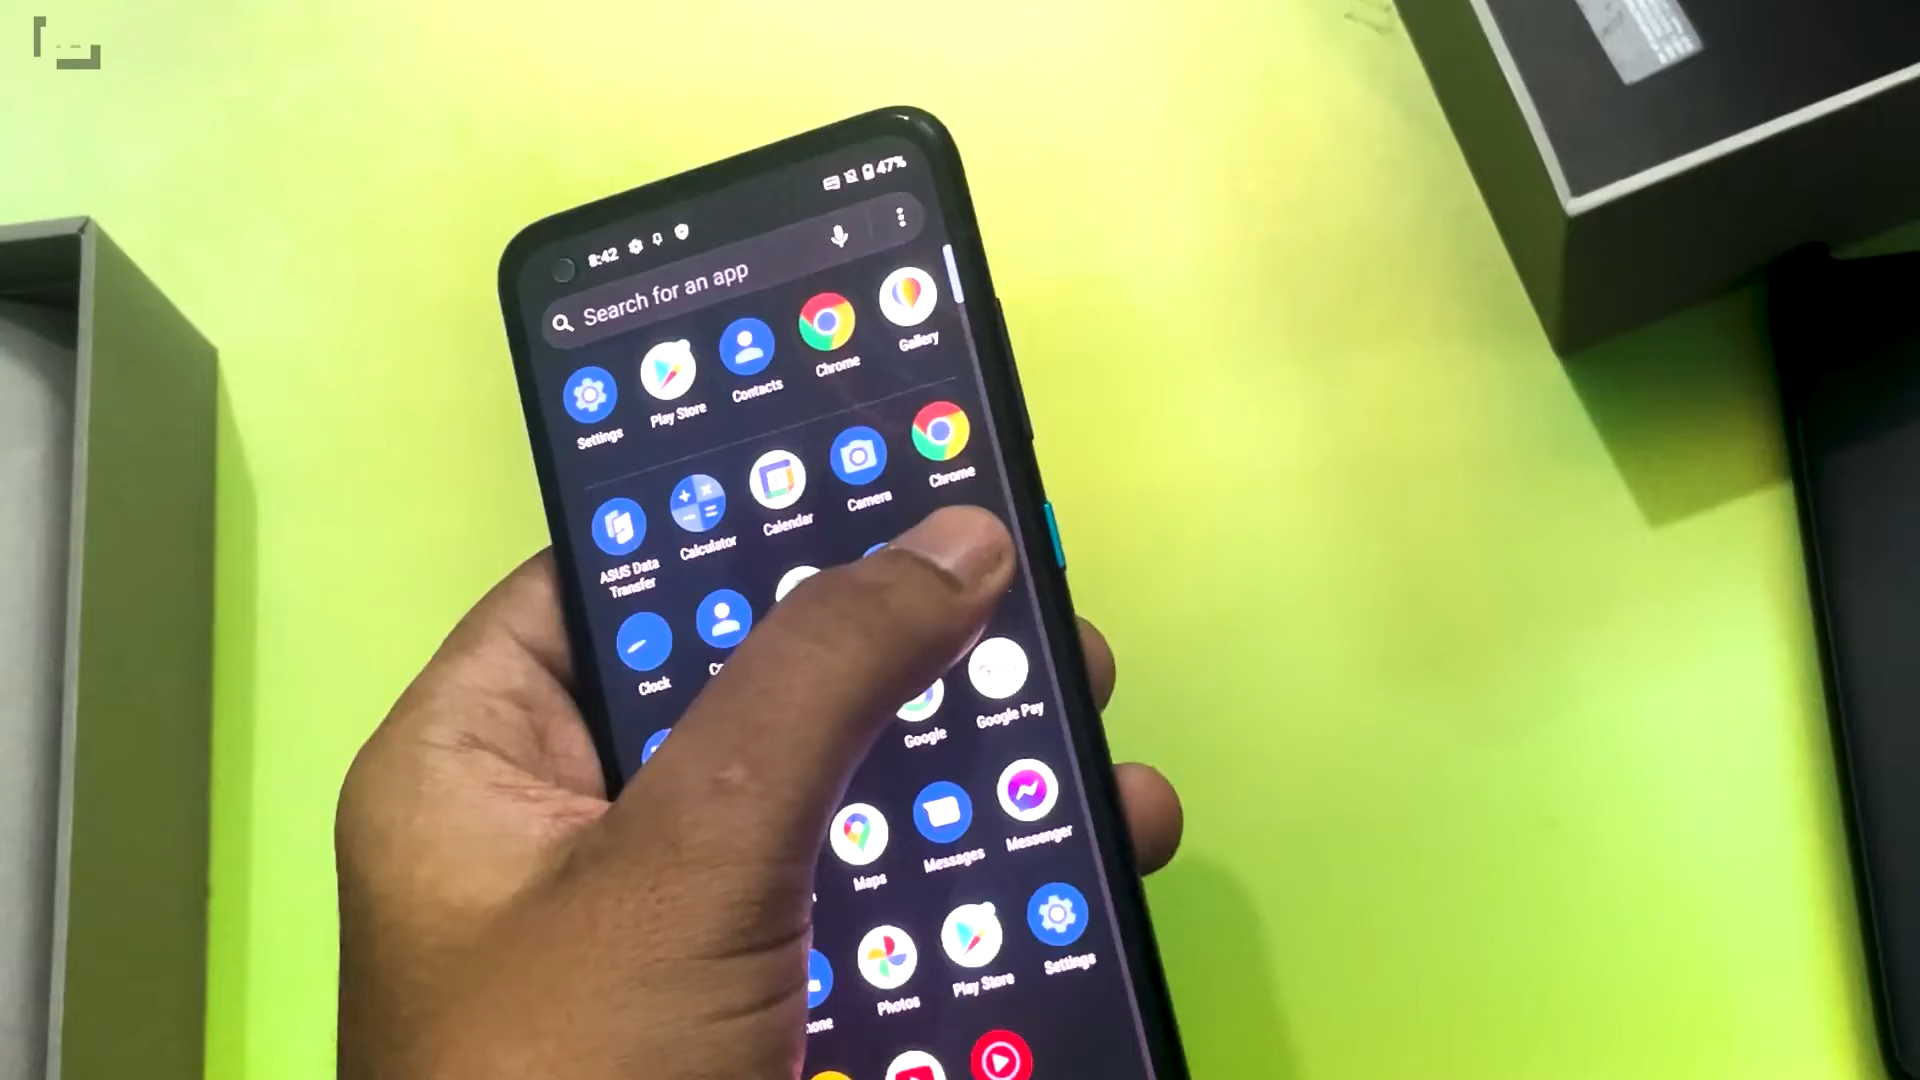 8:42
47%
Search for an app
Settings
Play Store
Contacts
Chrome
Gallery
ASUS Data
Transfer
Calculator
Calendar
Camera
Chrome
Clock
Google
Google Pay
Maps
Messages
Messenger
Photos
Play Store
Settings